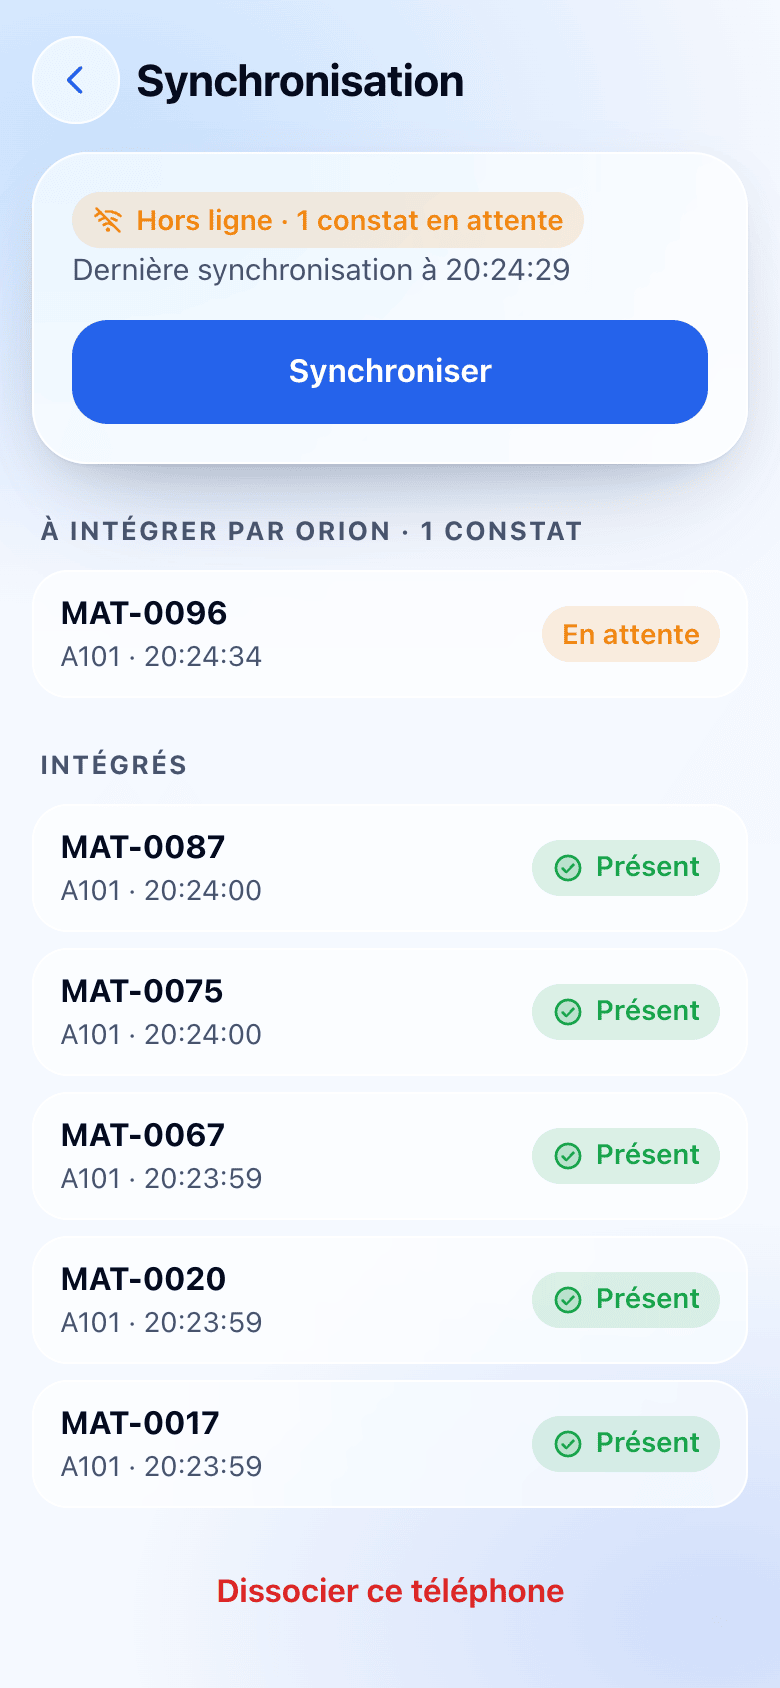 Synchronisation
Hors ligne · 1 constat en attente
Dernière synchronisation à 20:24:29
Synchroniser
À INTÉGRER PAR ORION · 1 CONSTAT
MAT-0096
A101 · 20:24:34
En attente
INTÉGRÉS
MAT-0087
A101 · 20:24:00
Présent
MAT-0075
A101 · 20:24:00
Présent
MAT-0067
A101 · 20:23:59
Présent
MAT-0020
A101 · 20:23:59
Présent
MAT-0017
A101 · 20:23:59
Présent
Dissocier ce téléphone